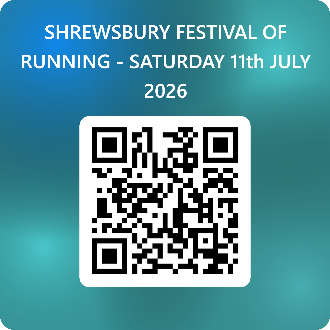 SHREWSBURY FESTIVAL OF
RUNNING - SATURDAY 11th JULY
2026